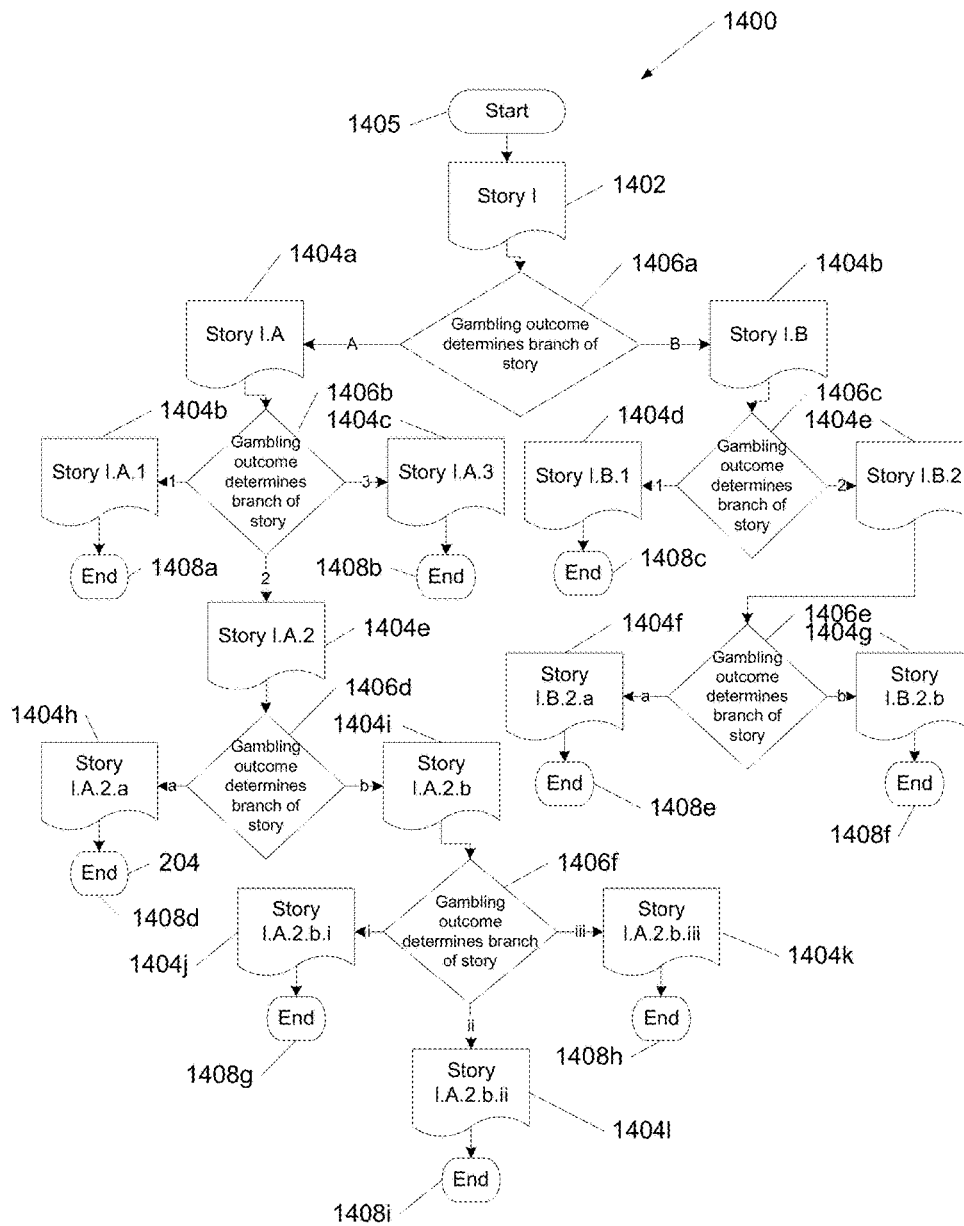 1400
Start
1405
Story I
1402
1404a
1406a
1404b
Story I.A
A
Gambling outcome
determines branch of
story
B
Story I.B
1404b
1406b
1404c
1404d
1406c
1404e
Story I.A.1
1
Gambling
outcome
determines
branch of
story
3
Story I.A.3
Story I.B.1
1
Gambling
outcome
determines
branch of
story
2
Story I.B.2
End
1408a
2
1408b
End
End
1408c
Story I.A.2
1404e
1404f
1406e
1404g
Story
I.B.2.a
a
Gambling
outcome
determines
branch of
story
b
Story
I.B.2.b
1404h
1406d
1404i
Story
I.A.2.a
a
Gambling
outcome
determines
branch of
story
b
Story
I.A.2.b
End
1408e
End
1408f
End
204
1408d
1406f
Story
I.A.2.b.i
i
Gambling
outcome
determines branch
of story
iii
Story
I.A.2.b.iii
1404j
1404k
End
1408g
ii
End
1408h
Story
I.A.2.b.ii
1404l
End
1408i